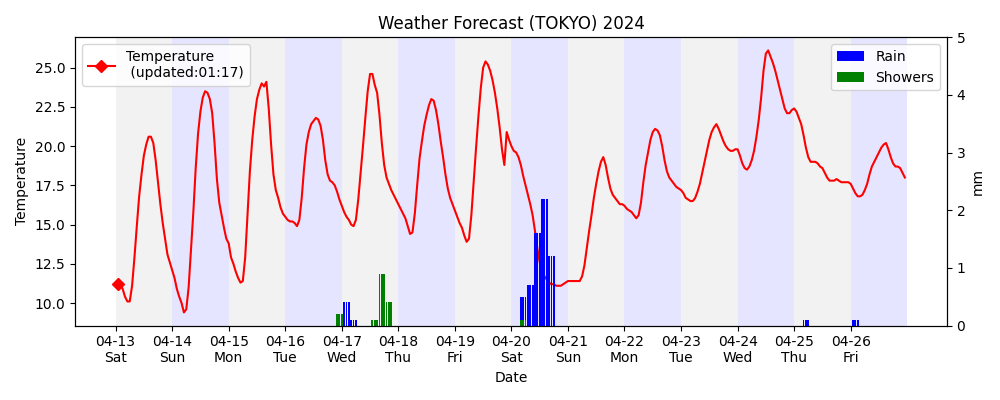 Weather Forecast (TOKYO) 2024
Temperature
(updated:01:17)
Rain
Showers
25.0
22.5
20.0
17.5
15.0
12.5
10.0
Temperature
5
4
3
2
1
0
mm
04-13 04-14 04-15 04-16 04-17 04-18 04-19 04-20 04-21 04-22 04-23 04-24 04-25 04-26
Sat Sun Mon Tue Wed Thu Fri Sat Sun Mon Tue Wed Thu Fri
Date